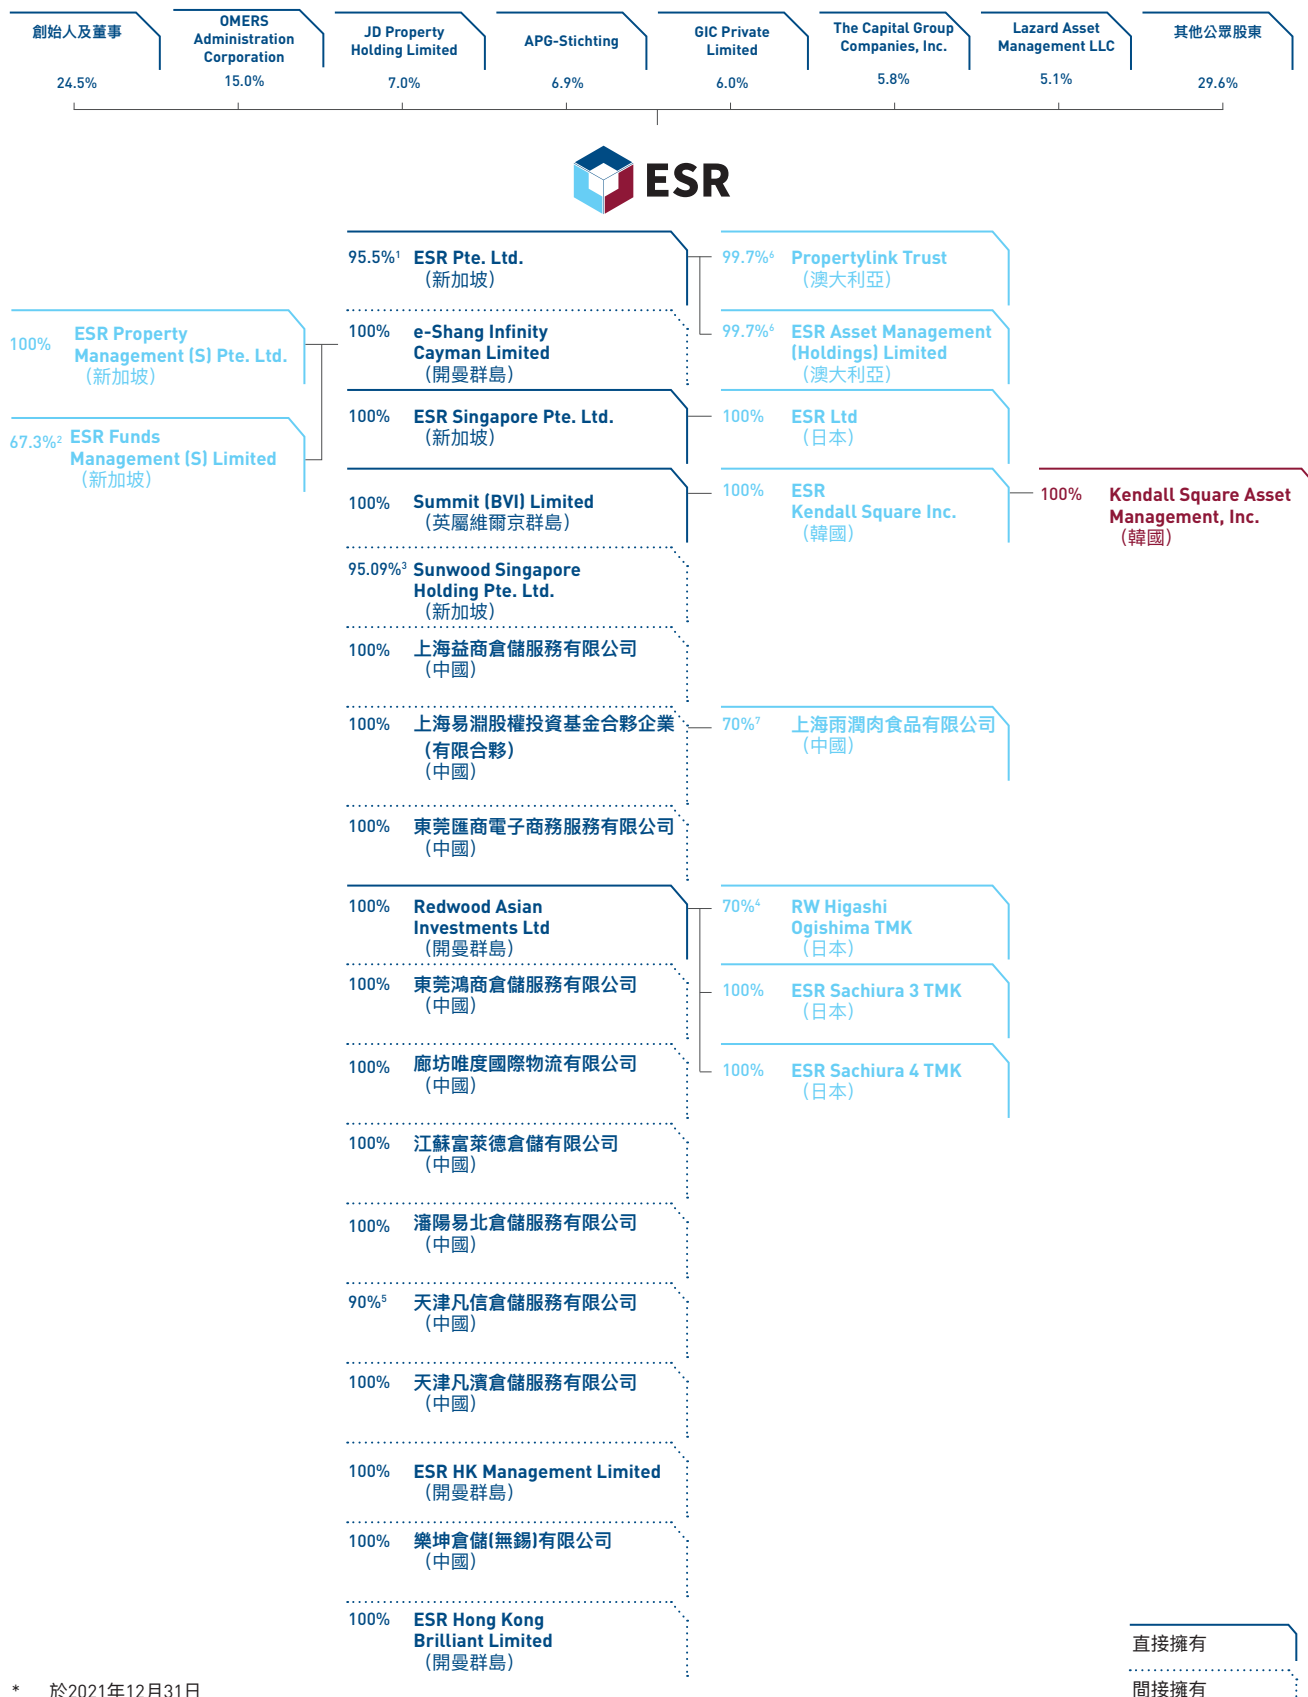 創始人及董事
24.5%
OMERS
Administration
Corporation
15.0%
JD Property
Holding Limited
7.0%
APG-Stichting
6.9%
GIC Private
Limited
6.0%
The Capital Group
Companies, Inc.
5.8%
Lazard Asset
Management LLC
5.1%
其他公眾股東
29.6%
ESR
100% ESR Property
Management (S) Pte. Ltd.
（新加坡）
67.3%2 ESR Funds
Management (S) Limited
（新加坡）
95.5%1 ESR Pte. Ltd.
（新加坡）
100% e-Shang Infinity
Cayman Limited
（開曼群島）
100% ESR Singapore Pte. Ltd.
（新加坡）
100% Summit (BVI) Limited
（英屬維爾京群島）
95.09%3 Sunwood Singapore
Holding Pte. Ltd.
（新加坡）
100% 上海益商倉儲服務有限公司
（中國）
100% 上海易淵股權投資基金合夥企業
（有限合夥）
（中國）
100% 東莞匯商電子商務服務有限公司
（中國）
100% Redwood Asian
Investments Ltd
（開曼群島）
100% 東莞鴻商倉儲服務有限公司
（中國）
100% 廊坊唯度國際物流有限公司
（中國）
100% 江蘇富萊德倉儲有限公司
（中國）
100% 瀋陽易北倉儲服務有限公司
（中國）
90%5 天津凡信倉儲服務有限公司
（中國）
100% 天津凡濱倉儲服務有限公司
（中國）
100% ESR HK Management Limited
（開曼群島）
100% 樂坤倉儲(無錫)有限公司
（中國）
100% ESR Hong Kong
Brilliant Limited
（開曼群島）
99.7%6 Propertylink Trust
（澳大利亞）
99.7%6 ESR Asset Management
(Holdings) Limited
（澳大利亞）
100% ESR Ltd
（日本）
100% ESR
Kendall Square Inc.
（韓國）
100% Kendall Square Asset
Management, Inc.
（韓國）
70%7 上海雨潤肉食品有限公司
（中國）
70%4 RW Higashi
Ogishima TMK
（日本）
100% ESR Sachiura 3 TMK
（日本）
100% ESR Sachiura 4 TMK
（日本）
直接擁有
間接擁有
* 於2021年12月31日